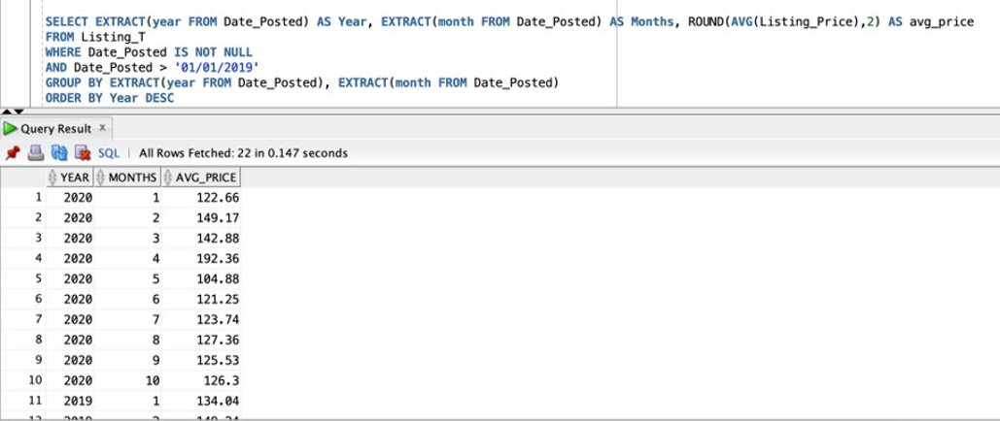 SELECT EXTRACT(year FROM Date_Posted) AS Year, EXTRACT(month FROM Date_Posted) AS Months, ROUND(AVG(Listing_Price),2) AS avg_price
FROM Listing_T
WHERE Date_Posted IS NOT NULL
AND Date_Posted > '01/01/2019'
GROUP BY EXTRACT(year FROM Date_Posted), EXTRACT(month FROM Date_Posted)
ORDER BY Year DESC
Query Result x
SQL | All Rows Fetched: 22 in 0.147 seconds
YEAR MONTHS AVG_PRICE
1 2020 1 122.66
2 2020 2 149.17
3 2020 3 142.88
4 2020 4 192.36
5 2020 5 104.88
6 2020 6 121.25
7 2020 7 123.74
8 2020 8 127.36
9 2020 9 125.53
10 2020 10 126.3
11 2019 1 134.04